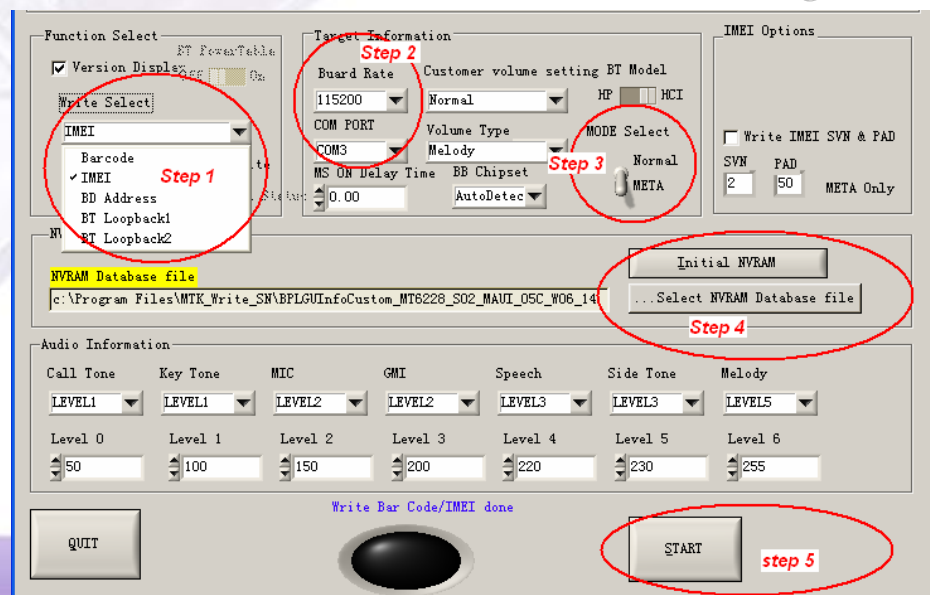 Function Select
BT PowerTable
Version Display
Off
On
Write Select
IMEI
Barcode
IMEI
BD Address
BT Loopback1
BT Loopback2
Step 1
Target Information
Step 2
Buard Rate
115200
COM PORT
COM3
MS ON Delay Time
0.00
Customer volume setting
Normal
Volume Type
Melody
BB Chipset
AutoDetec
BT Model
HP
HCI
MODE Select
Step 3
Normal
META
IMEI Options
Write IMEI SVN & PAD
SVN
PAD
2
50
META Only
NVRAM Database file
c:\Program Files\MTK_Write_SN\BPLGUInfoCustom_MT6228_S02_MAUI_05C_W06_14
Initial NVRAM
...Select NVRAM Database file
Step 4
Audio Information
Call Tone Key Tone MIC GMI Speech Side Tone Melody
LEVEL1 LEVEL1 LEVEL2 LEVEL2 LEVEL3 LEVEL3 LEVEL5
Level 0 Level 1 Level 2 Level 3 Level 4 Level 5 Level 6
50 100 150 200 220 230 255
Write Bar Code/IMEI done
QUIT
START
step 5